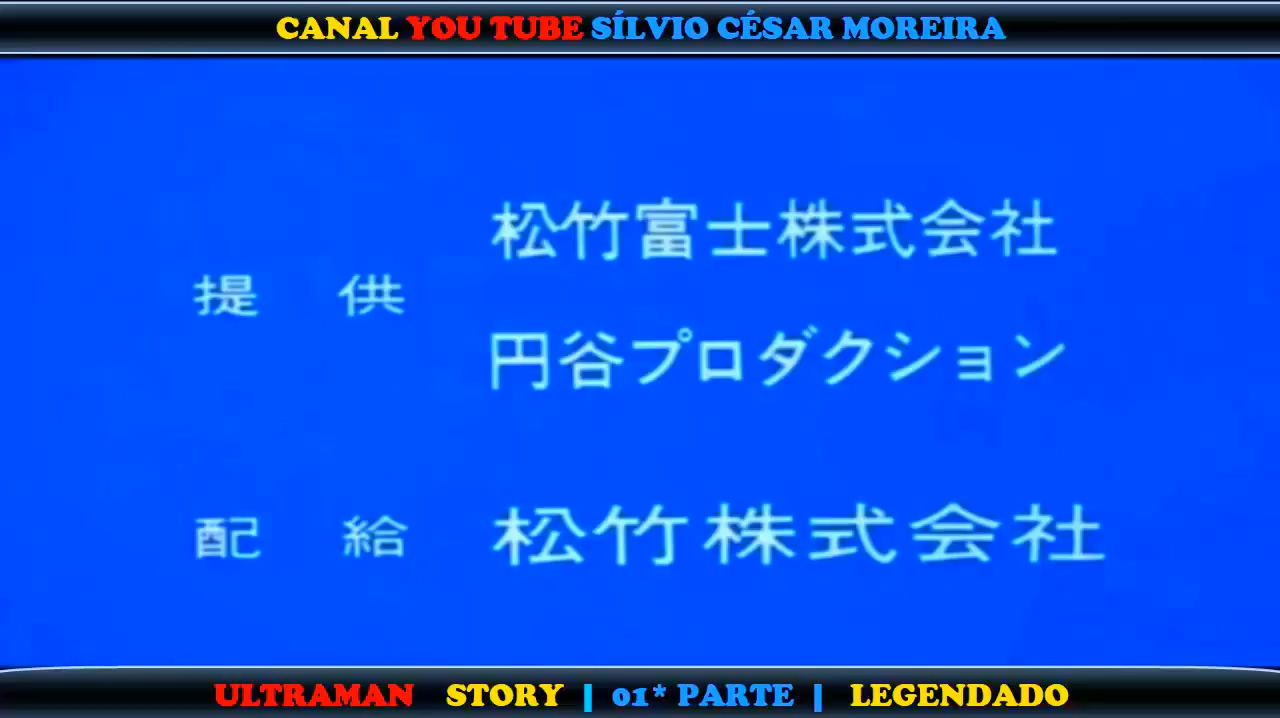 CANAL YOU TUBE SÍLVIO CÉSAR MOREIRA
松竹富士株式会社
提 供
円谷プロダクション
配 給 松竹株式会社
ULTRAMAN STORY | 01* PARTE | LEGENDADO